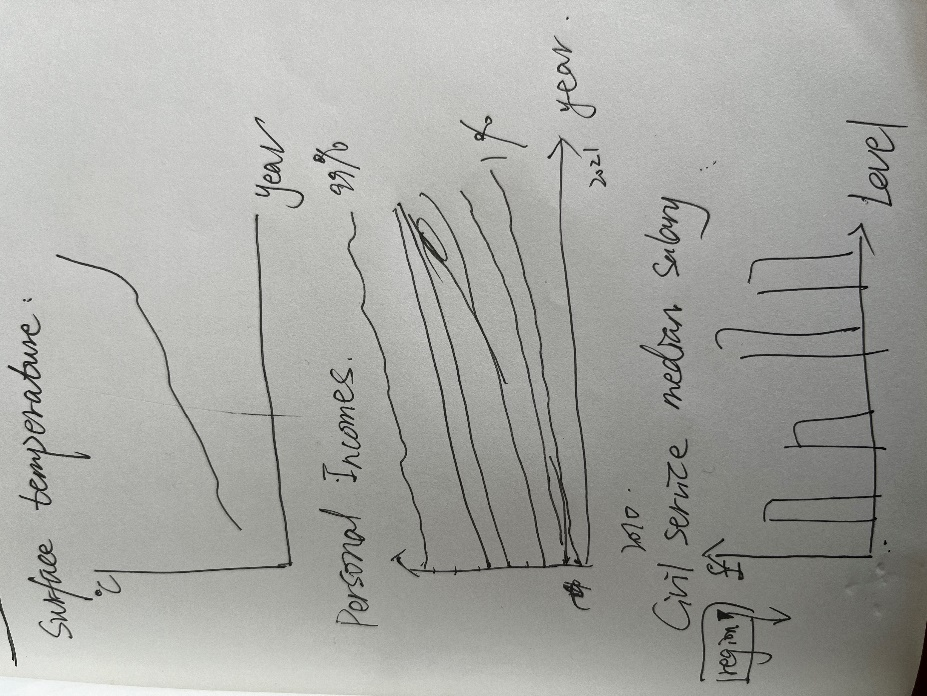 Surface temperature.
°C
year
Personal Incomes.
99%
1%
year
2010.
2021
Civil service median salary
£
region
Level